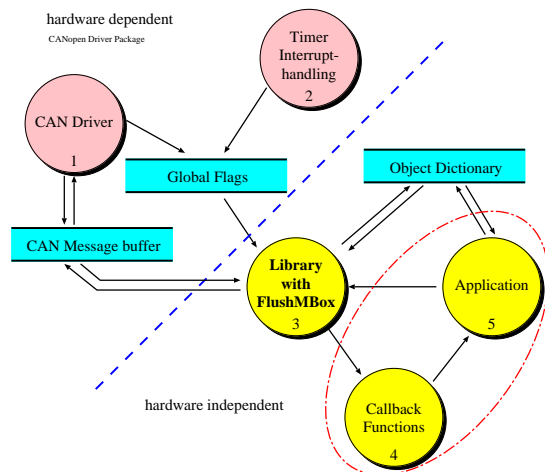 hardware dependent
CANopen Driver Package
Timer
Interrupt-
handling
2
CAN Driver
1
Global Flags
Object Dictionary
CAN Message buffer
Library
with
FlushMBox
3
Application
5
hardware independent
Callback
Functions
4